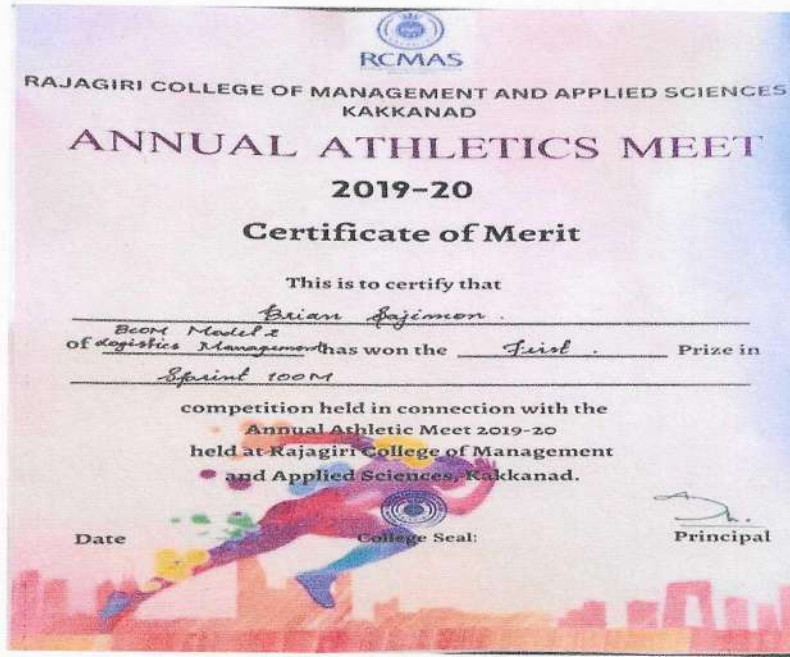 RCMAS
RAJAGIRI COLLEGE OF MANAGEMENT AND APPLIED SCIENCES
KAKKANAD
ANNUAL ATHLETICS MEET
2019-20
Certificate of Merit
This is to certify that
Brian Sajimon.
BCOM Model 2
of Logistics Management has won the First. Prize in
Sprint 100M
competition held in connection with the
Annual Athletic Meet 2019-20
held at Rajagiri College of Management
and Applied Sciences, Kakkanad.
Date College Seal: Principal